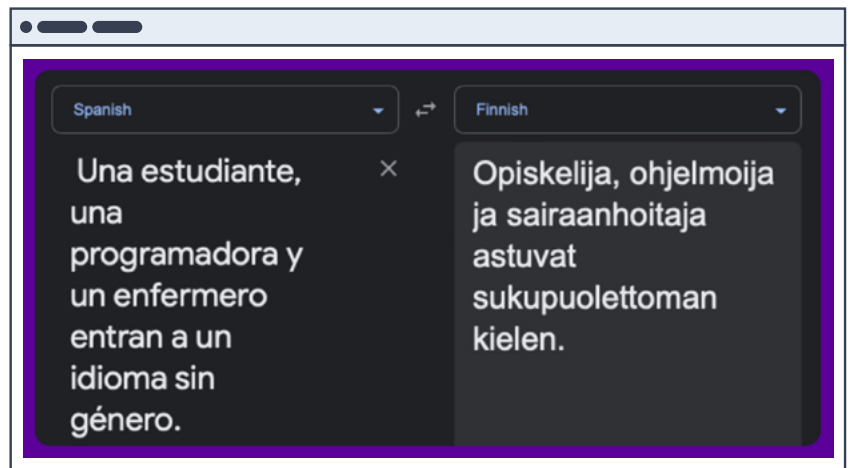 Spanish
Finnish
Una estudiante,
una
programadora y
un enfermero
entran a un
idioma sin
género.
Opiskelija, ohjelmoija
ja sairaanhoitaja
astuvat
sukupuolettoman
kielen.